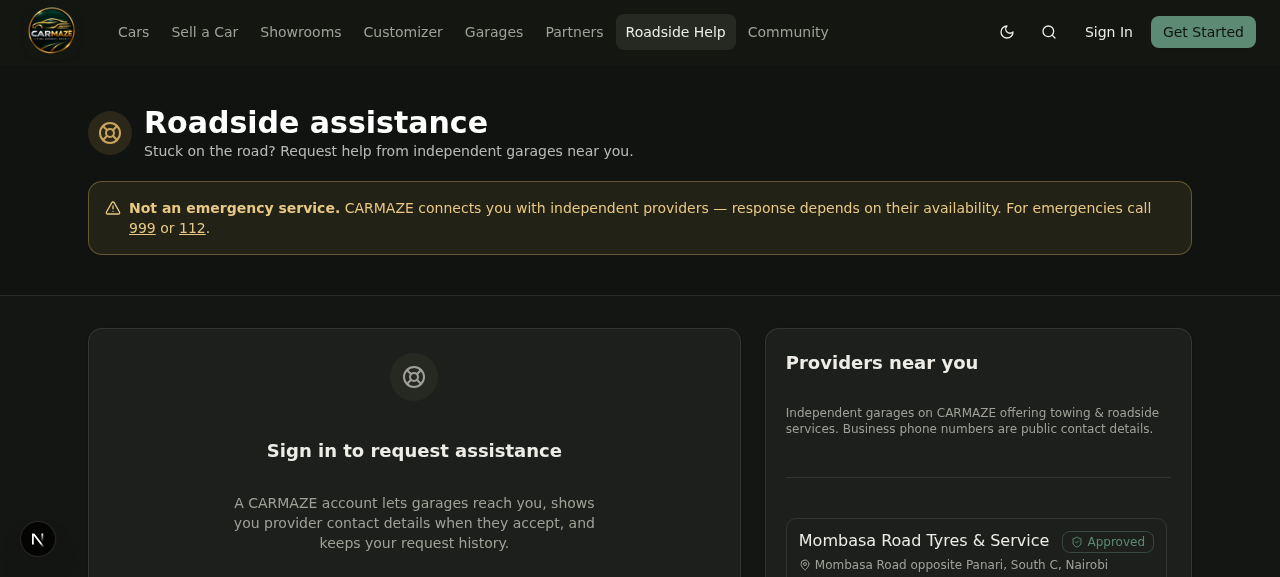 CARMAZE
Cars
Sell a Car
Showrooms
Customizer
Garages
Partners
Roadside Help
Community
Sign In
Get Started
Roadside assistance
Stuck on the road? Request help from independent garages near you.
Not an emergency service. CARMAZE connects you with independent providers — response depends on their availability. For emergencies call
999 or 112.
Sign in to request assistance
A CARMAZE account lets garages reach you, shows
you provider contact details when they accept, and
keeps your request history.
Providers near you
Independent garages on CARMAZE offering towing & roadside
services. Business phone numbers are public contact details.
Mombasa Road Tyres & Service
Approved
Mombasa Road opposite Panari, South C, Nairobi
N